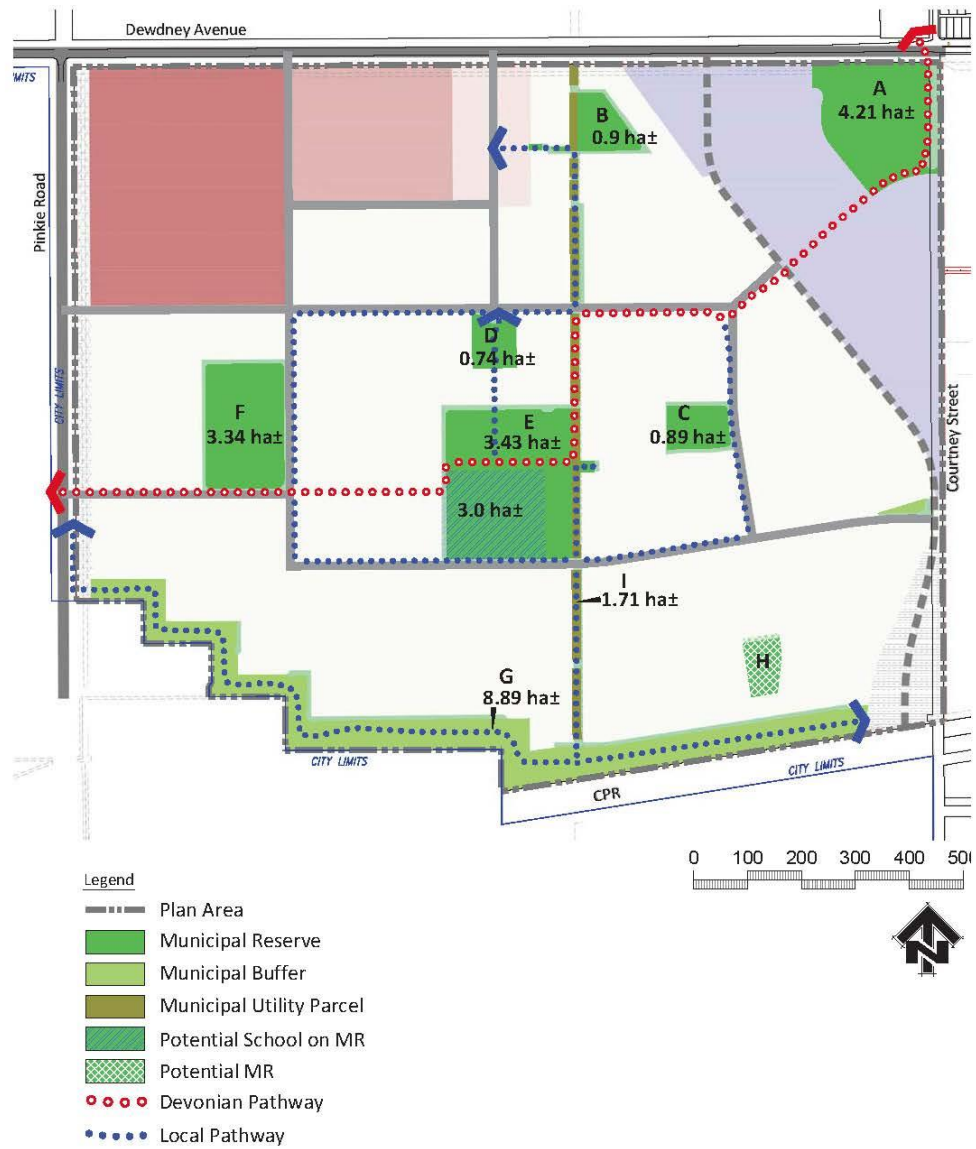 Dewdney Avenue
MITS
A
4.21 ha±
B
0.9 ha±
Pinkie Road
D
0.74 ha±
CITY LIMITS
F
3.34 ha±
E
3.43 ha±
C
0.89 ha±
Courtney Street
3.0 ha±
I
1.71 ha±
H
G
8.89 ha±
CITY LIMITS
CITY LIMITS
CPR
0 100 200 300 400 50
N
Legend
Plan Area
Municipal Reserve
Municipal Buffer
Municipal Utility Parcel
Potential School on MR
Potential MR
Devonian Pathway
Local Pathway